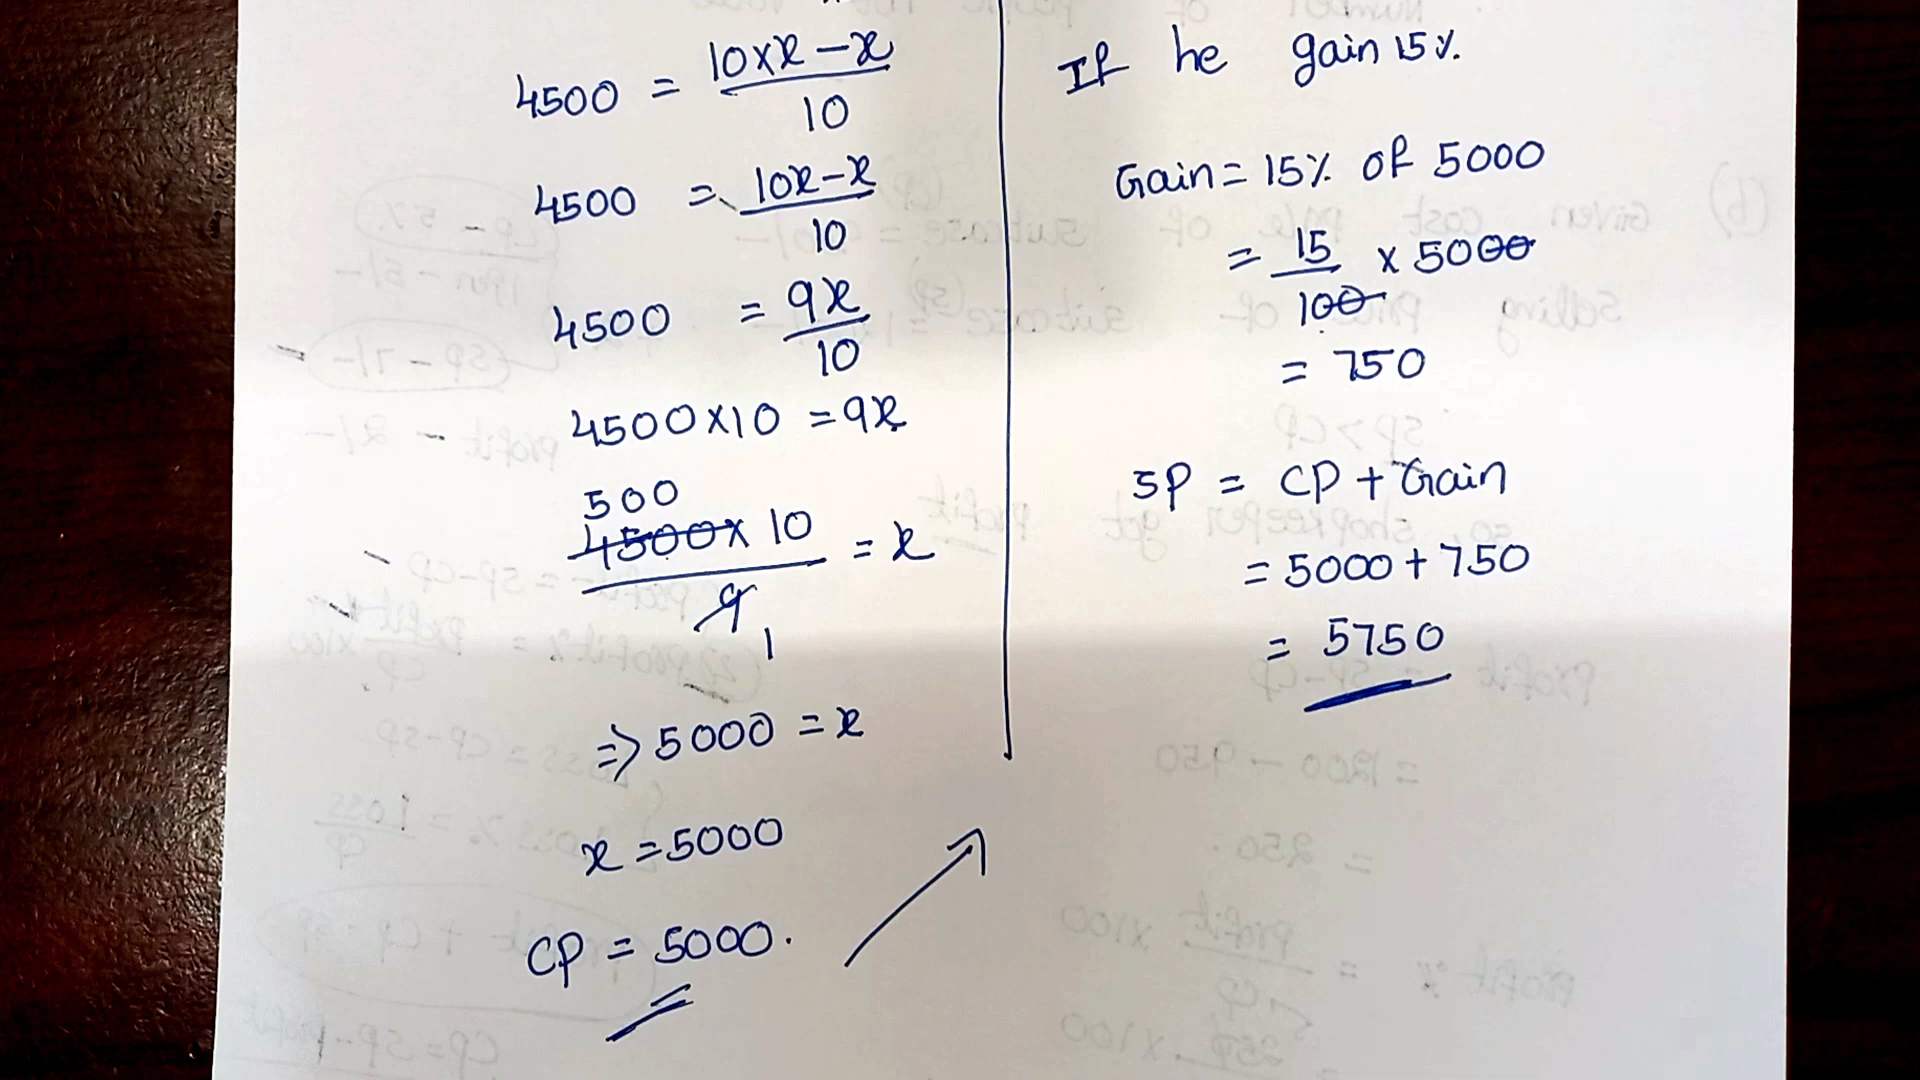 4500 = 10×x − x / 10
4500 = 10x − x / 10
4500 = 9x / 10
4500×10 = 9x
500
4500 × 10 / 9 = x
1
⇒ 5000 = x
x = 5000
CP = 5000.
If he gain 15%.
Gain = 15% of 5000
= 15 / 100 × 5000
= 750
SP = CP + Gain
= 5000 + 750
= 5750